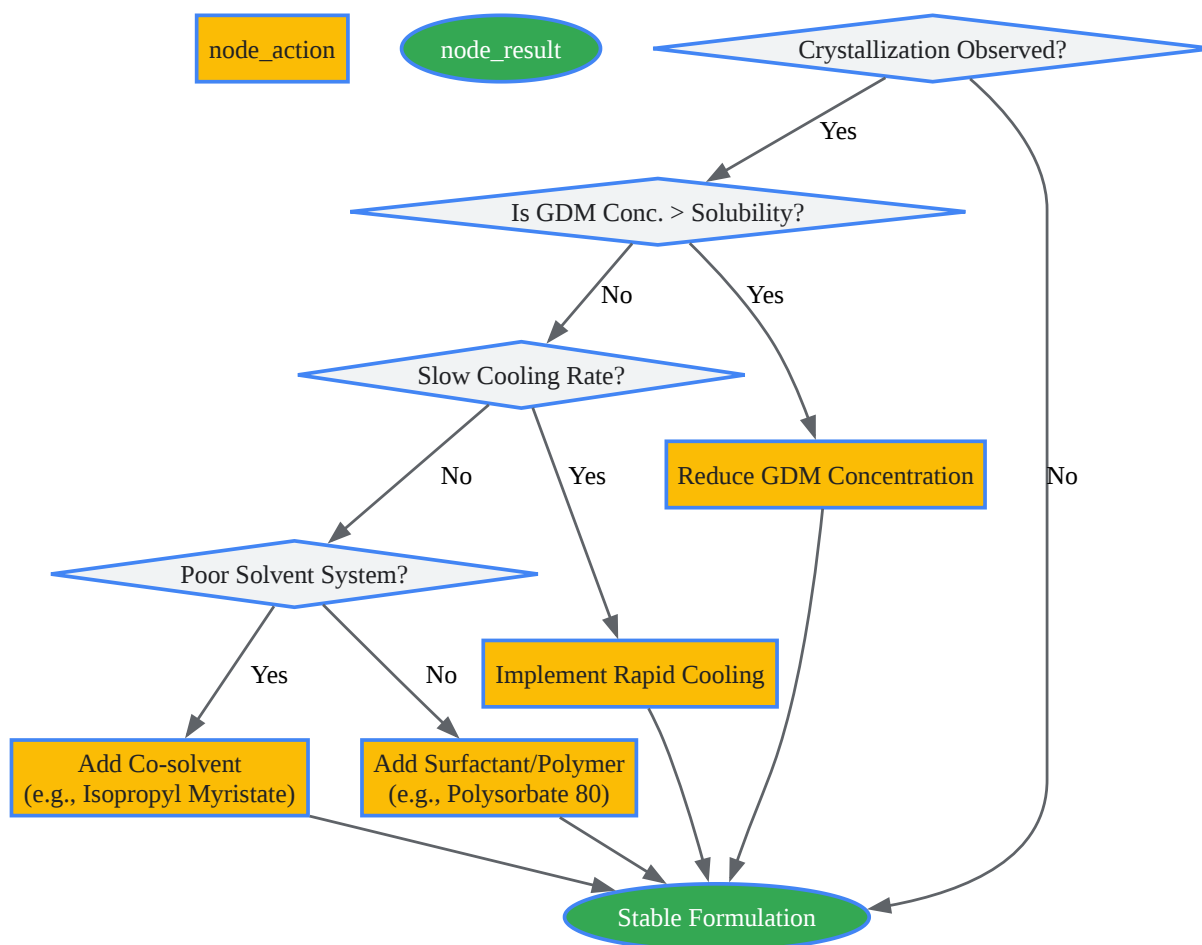 node_action
node_result
Crystallization Observed?
Yes
Is GDM Conc. > Solubility?
No
Yes
Slow Cooling Rate?
No
Yes
Reduce GDM Concentration
No
Poor Solvent System?
Yes
No
Implement Rapid Cooling
Add Co-solvent
(e.g., Isopropyl Myristate)
Add Surfactant/Polymer
(e.g., Polysorbate 80)
Stable Formulation